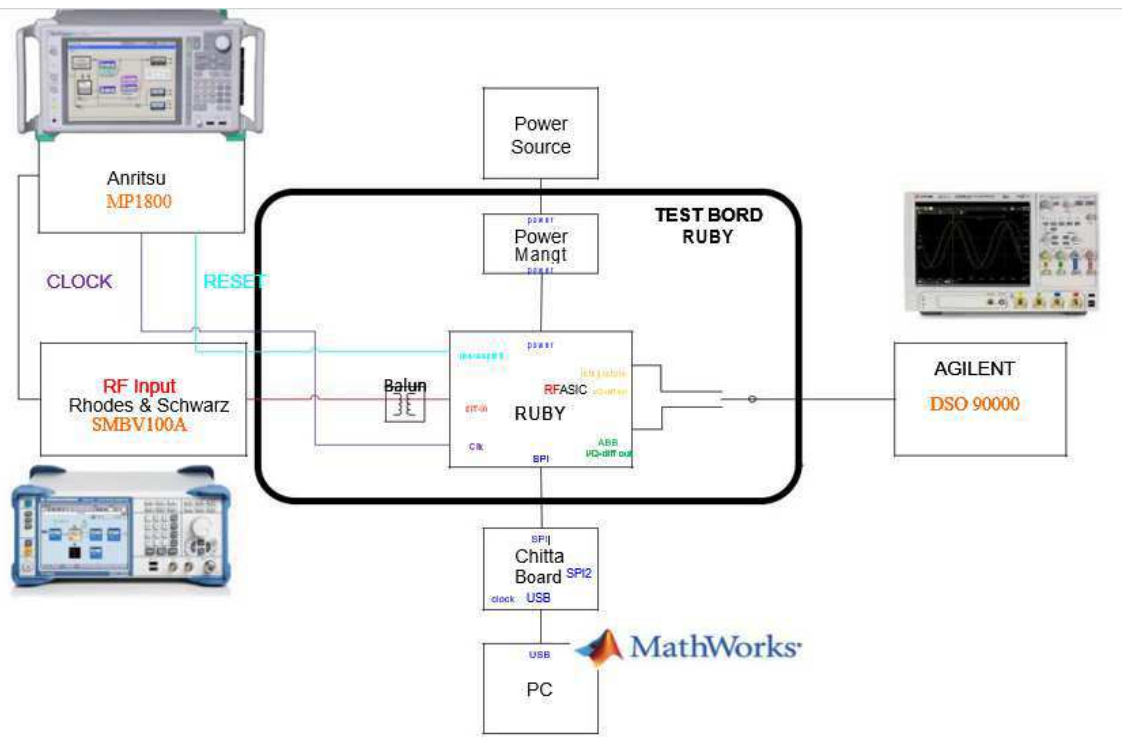 Power
Source
Anritsu
MP1800
TEST BORD
RUBY
power
Power
Mangt
power
CLOCK
RESET
power
RF Input
Rhodes & Schwarz
SMBV100A
Balun
RFASIC
RUBY
Clk
ABB
I/Q-diff out
SPI
AGILENT
DSO 90000
SPI
Chitta
Board
SPI2
clock
USB
MathWorks
USB
PC